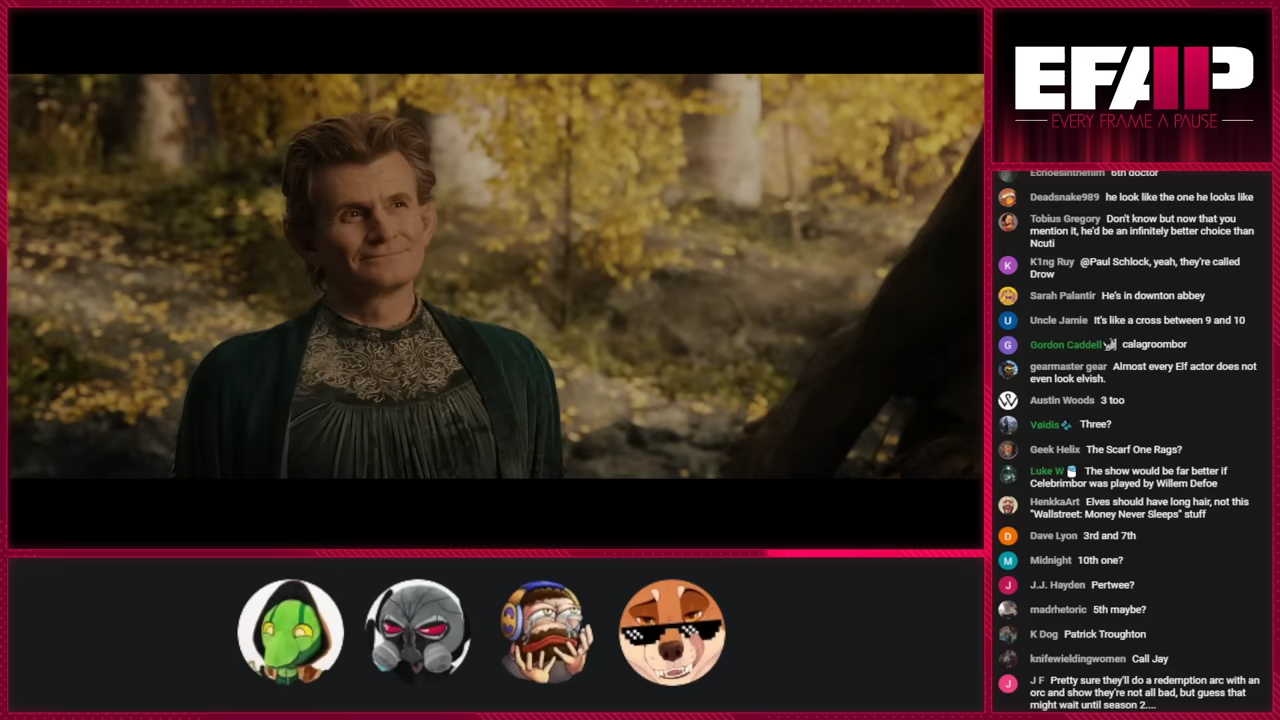 EFAP
EVERY FRAME A PAUSE
Echoesinthefilm 6th doctor
Deadsnake989 he look like the one he looks like
Tobius Gregory Don't know but now that you
mention it, he'd be an infinitely better choice than
Ncuti
K
K1ng Ruy @Paul Schlock, yeah, they're called
Drow
Sarah Palantir He's in downton abbey
U
Uncle Jamie It's like a cross between 9 and 10
G
Gordon Caddell calagroombor
gearmaster gear Almost every Elf actor does not
even look elvish.
Austin Woods 3 too
Vøidis Three?
Geek Helix The Scarf One Rags?
Luke W The show would be far better if
Celebrimbor was played by Willem Defoe
HenkkaArt Elves should have long hair, not this
"Wallstreet: Money Never Sleeps" stuff
D
Dave Lyon 3rd and 7th
M
Midnight 10th one?
J
J.J. Hayden Pertwee?
madrhetoric 5th maybe?
K Dog Patrick Troughton
knifewieldingwomen Call Jay
J
J F Pretty sure they'll do a redemption arc with an
orc and show they're not all bad, but guess that
might wait until season 2....